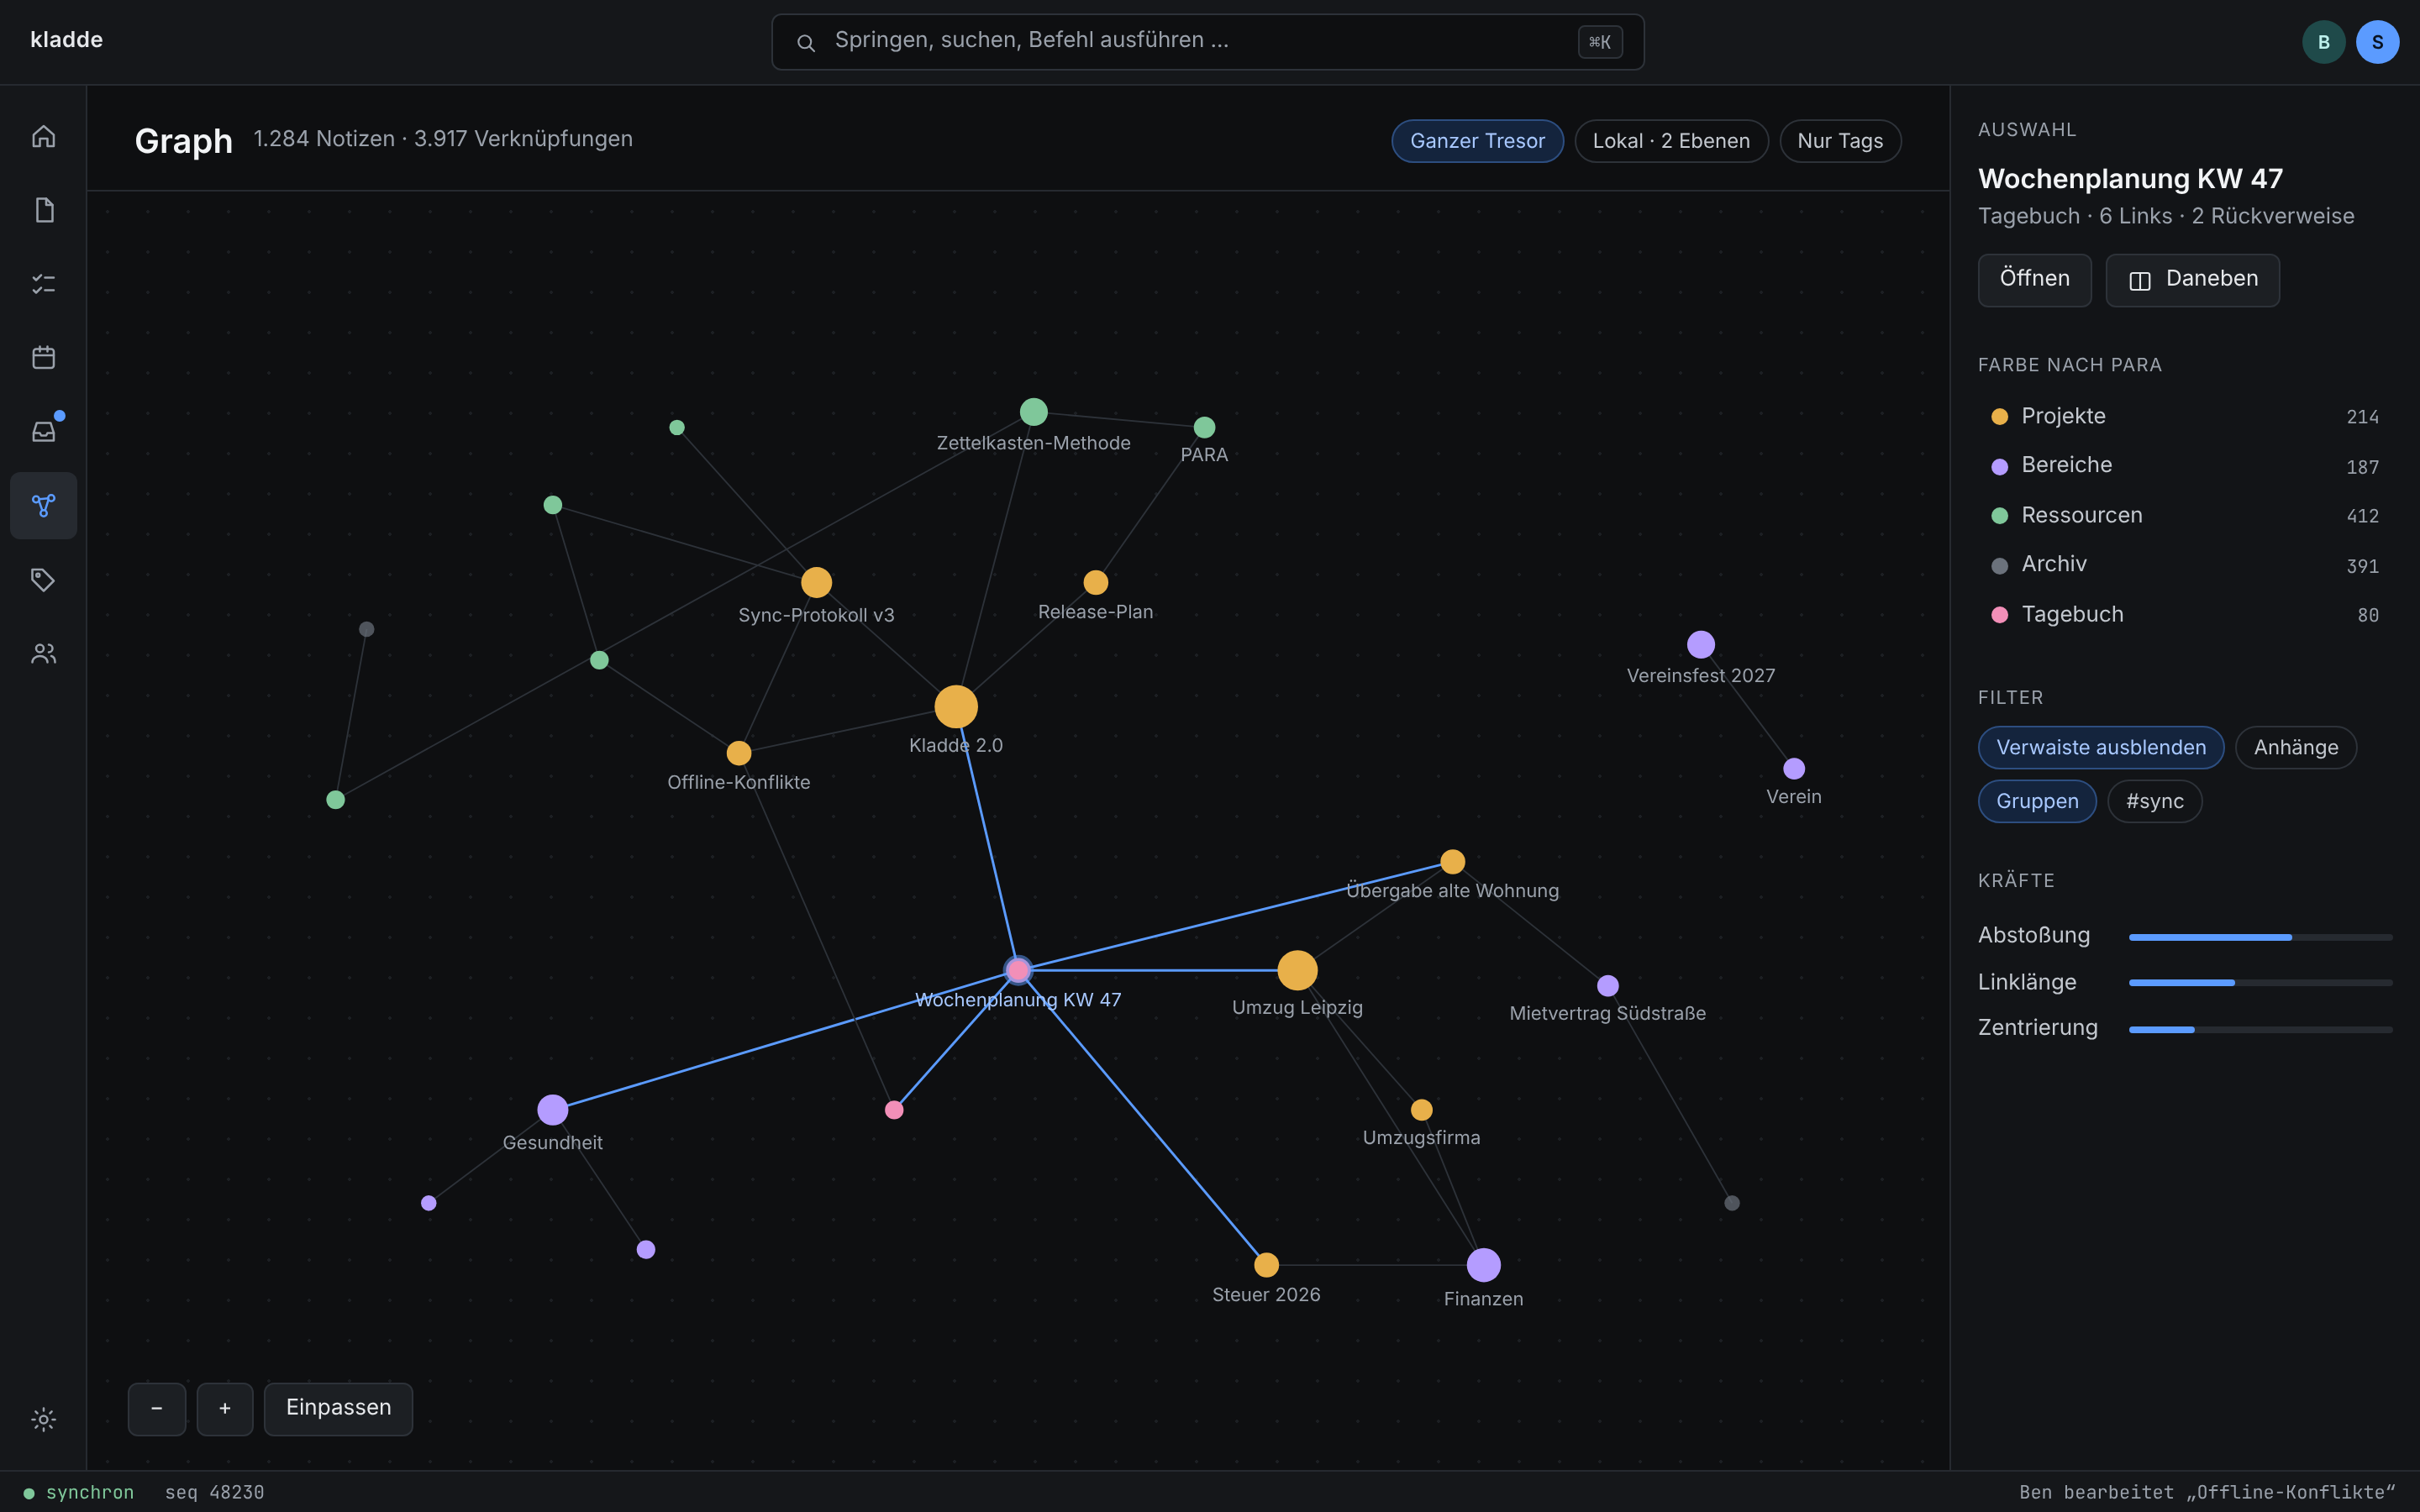 kladde
Springen, suchen, Befehl ausführen …
⌘K
B
S
Graph
1.284 Notizen · 3.917 Verknüpfungen
Ganzer Tresor
Lokal · 2 Ebenen
Nur Tags
Zettelkasten-Methode
PARA
Sync-Protokoll v3
Release-Plan
Vereinsfest 2027
Kladde 2.0
Offline-Konflikte
Verein
Übergabe alte Wohnung
Wochenplanung KW 47
Umzug Leipzig
Mietvertrag Südstraße
Gesundheit
Umzugsfirma
Steuer 2026
Finanzen
−
+
Einpassen
AUSWAHL
Wochenplanung KW 47
Tagebuch · 6 Links · 2 Rückverweise
Öffnen
Daneben
FARBE NACH PARA
Projekte 214
Bereiche 187
Ressourcen 412
Archiv 391
Tagebuch 80
FILTER
Verwaiste ausblenden
Anhänge
Gruppen
#sync
KRÄFTE
Abstoßung
Linklänge
Zentrierung
synchron
seq 48230
Ben bearbeitet „Offline-Konflikte“